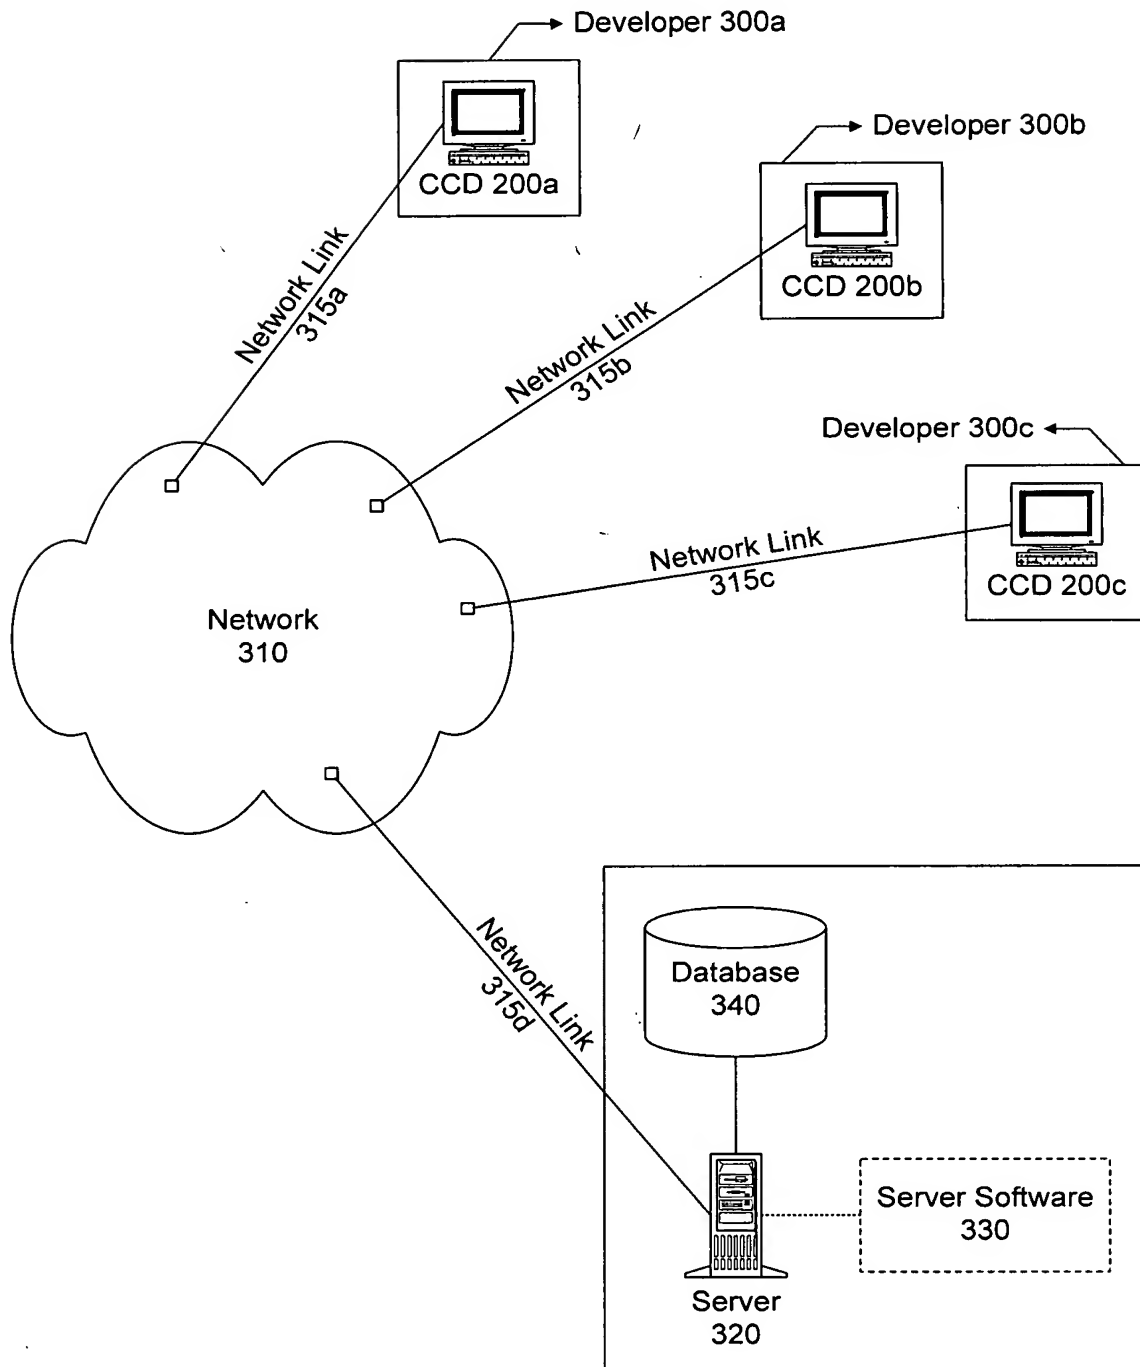 Developer 300a
CCD 200a
Developer 300b
CCD 200b
Network Link
315a
Network Link
315b
Developer 300c
CCD 200c
Network Link
315c
Network
310
Network Link
315d
Database
340
Server Software
330
Server
320